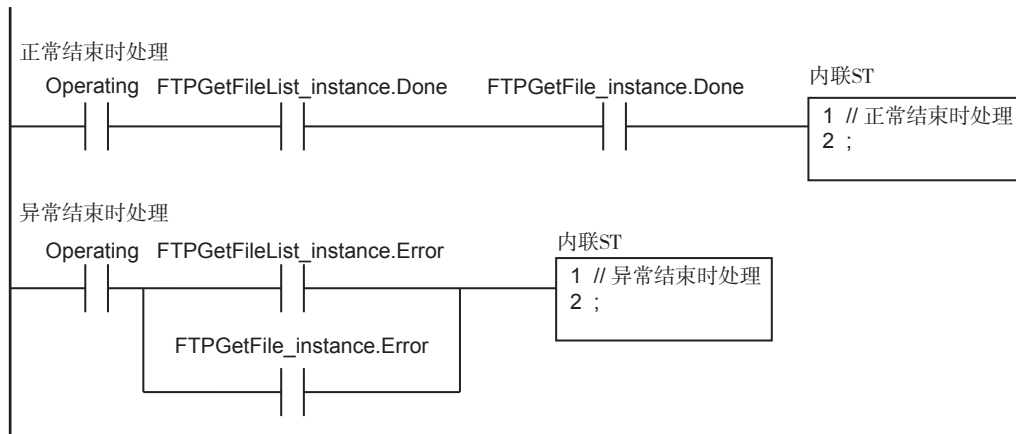 正常结束时处理
Operating FTPGetFileList_instance.Done FTPGetFile_instance.Done
内联ST
1 // 正常结束时处理
2 ;
异常结束时处理
Operating FTPGetFileList_instance.Error
内联ST
1 // 异常结束时处理
2 ;
FTPGetFile_instance.Error